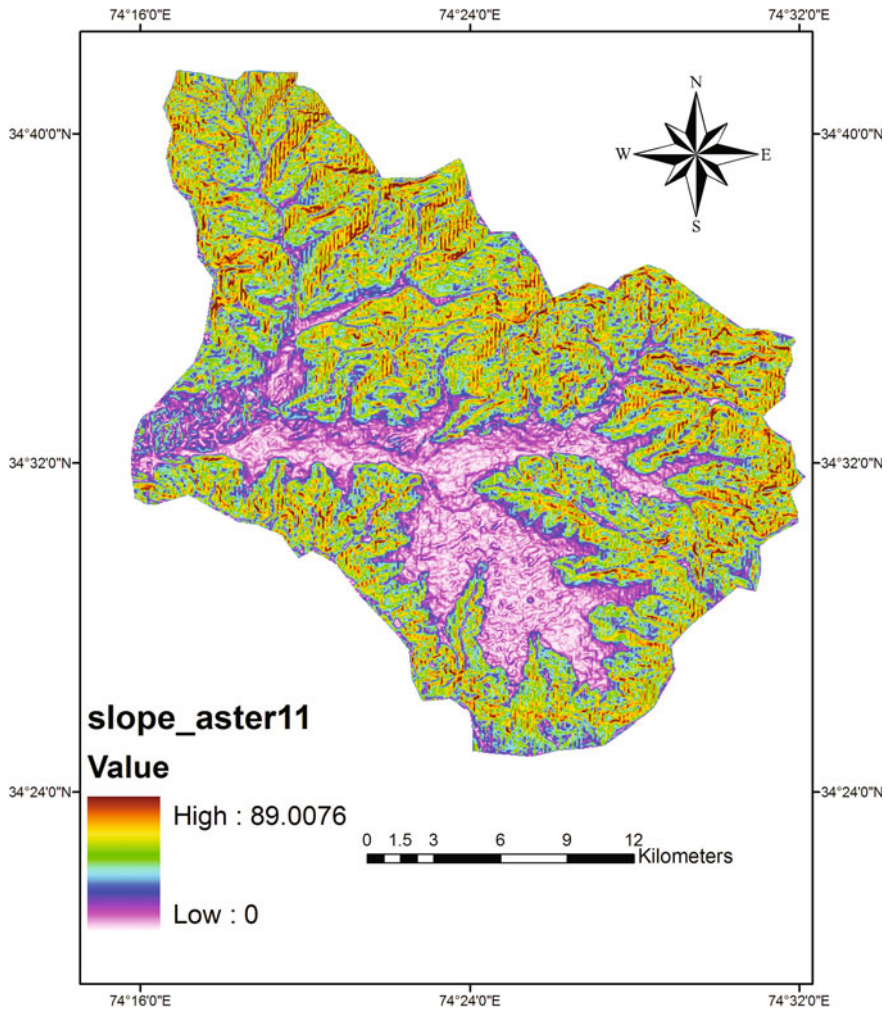 74°16'0"E 74°24'0"E 74°32'0"E
N
34°40'0"N 34°40'0"N
W E
S
34°32'0"N 34°32'0"N
slope_aster11
Value
34°24'0"N 34°24'0"N
High : 89.0076
0 1.5 3 6 9 12
Kilometers
Low : 0
74°16'0"E 74°24'0"E 74°32'0"E